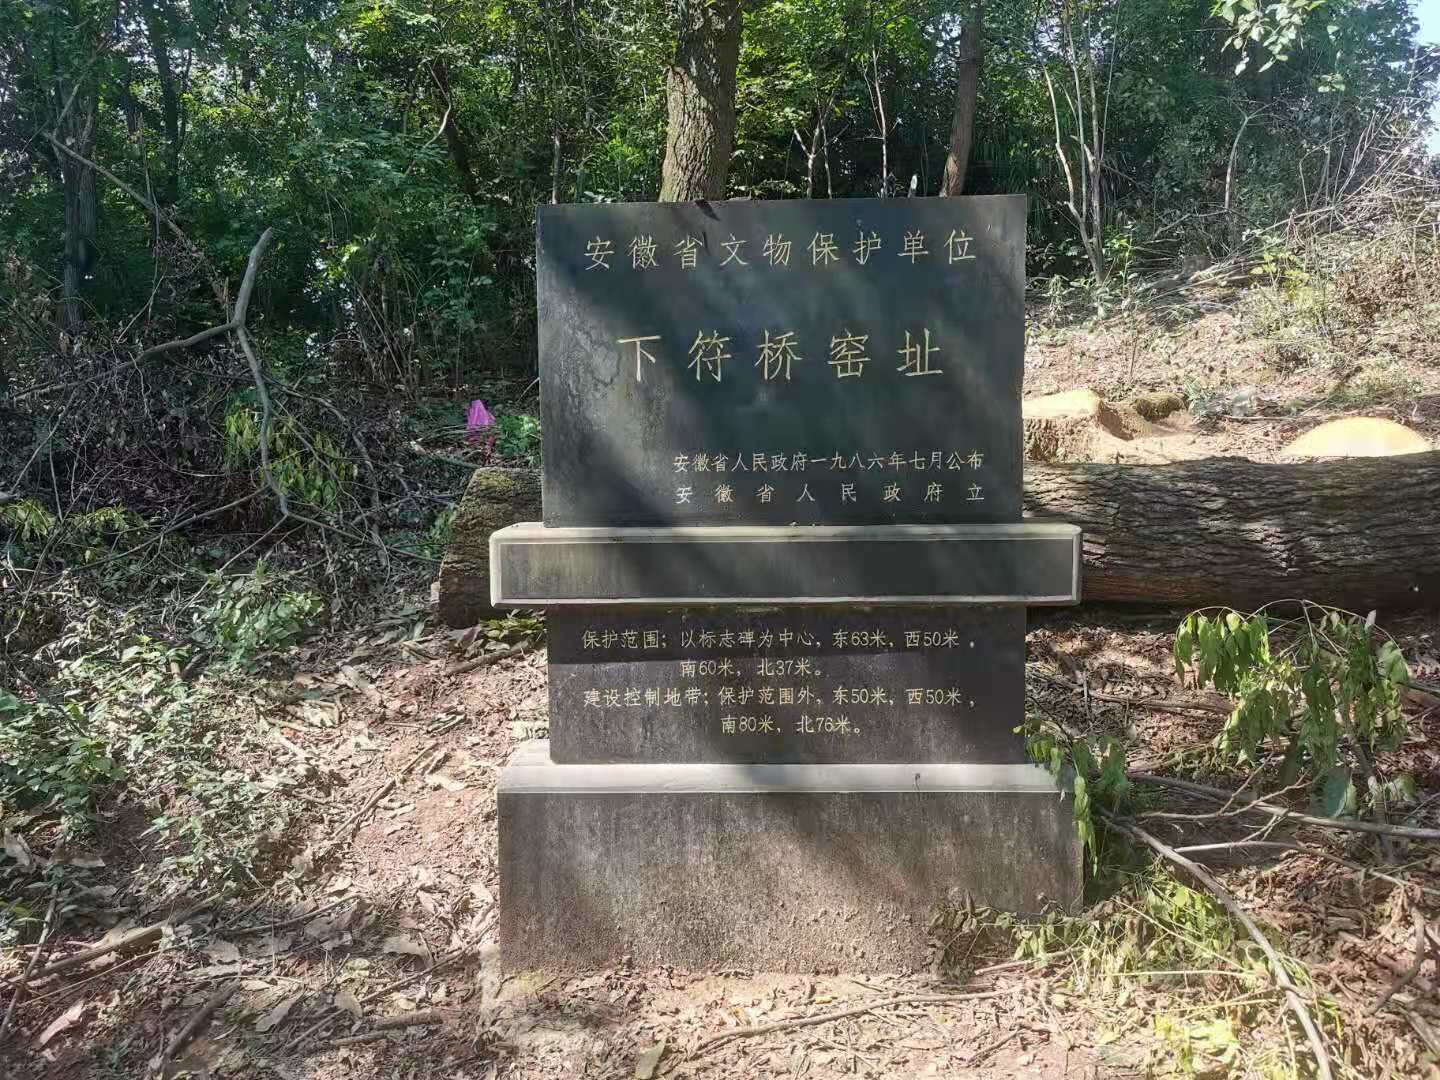 安徽省文物保护单位
下符桥窑址
安徽省人民政府一九八六年七月公布
安徽省人民政府立
保护范围：以标志碑为中心，东63米，西50米，
南60米，北37米。
建设控制地带：保护范围外，东50米，西50米，
南80米，北76米。